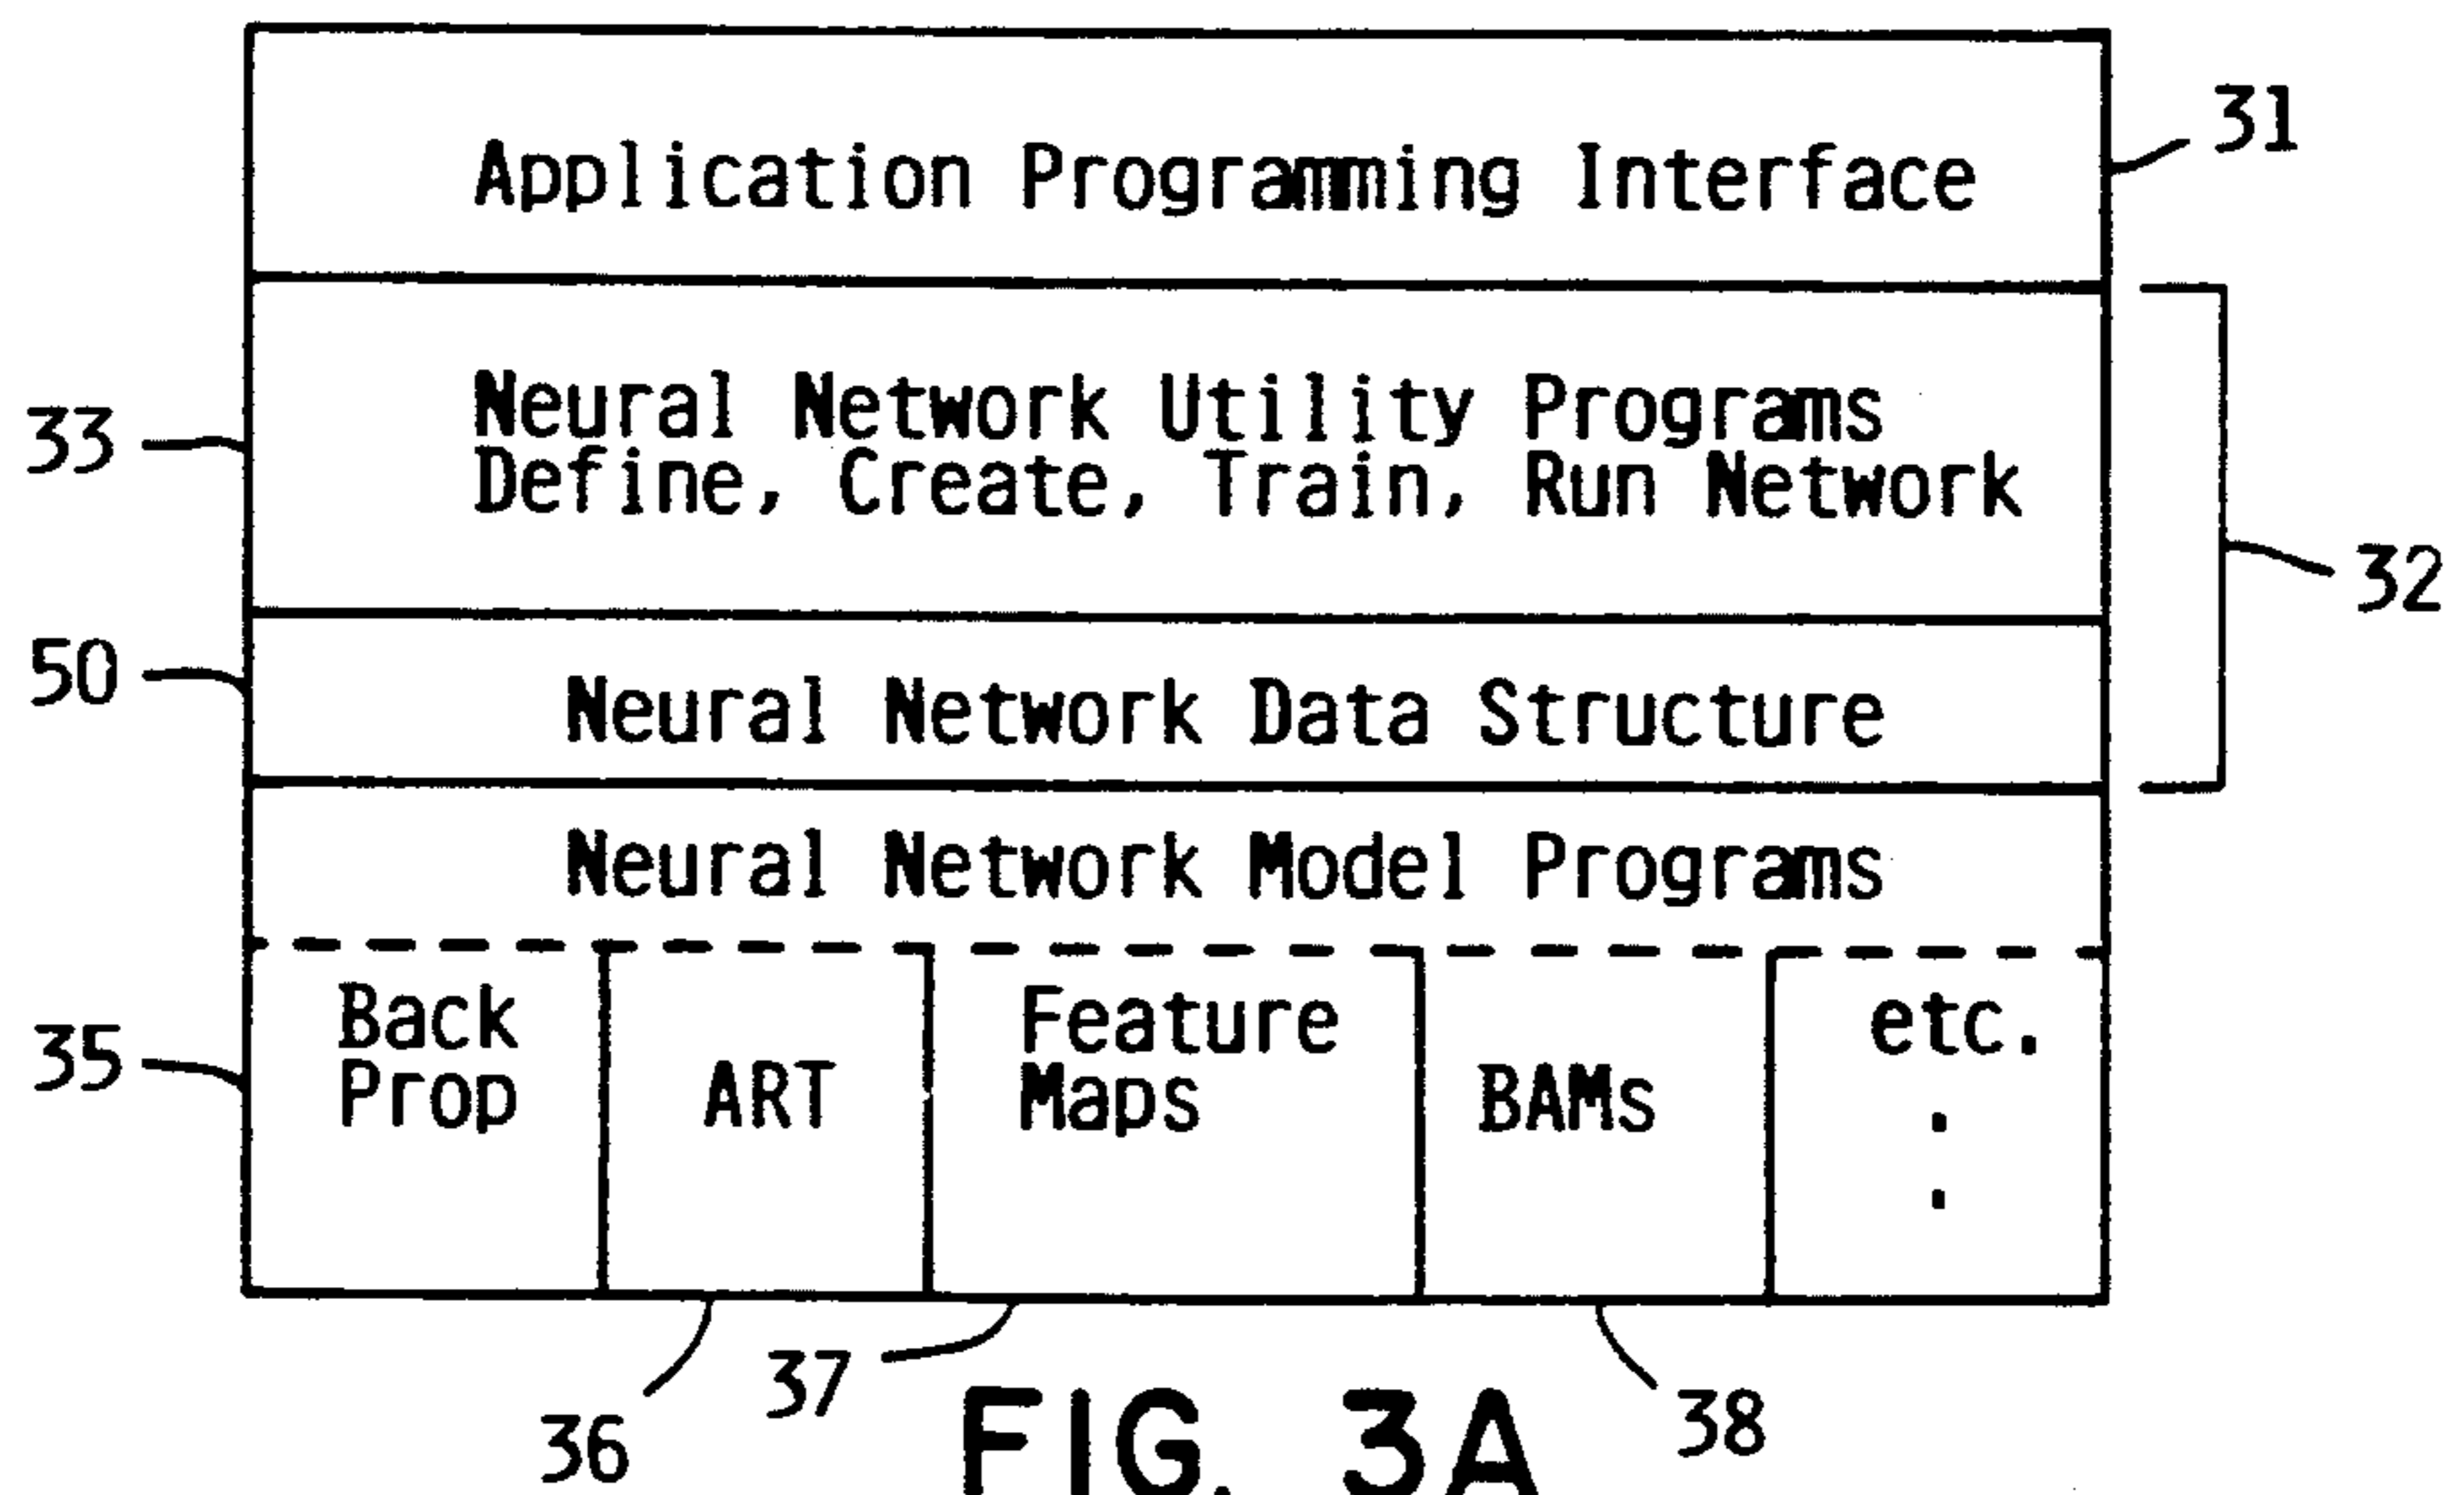 Application Programming Interface
31
Neural Network Utility Programs
Define, Create, Train, Run Network
33
32
50
Neural Network Data Structure
Neural Network Model Programs
35
Back
Prop
ART
Feature
Maps
BAMs
etc.
.
.
36
37
38
FIG. 3A